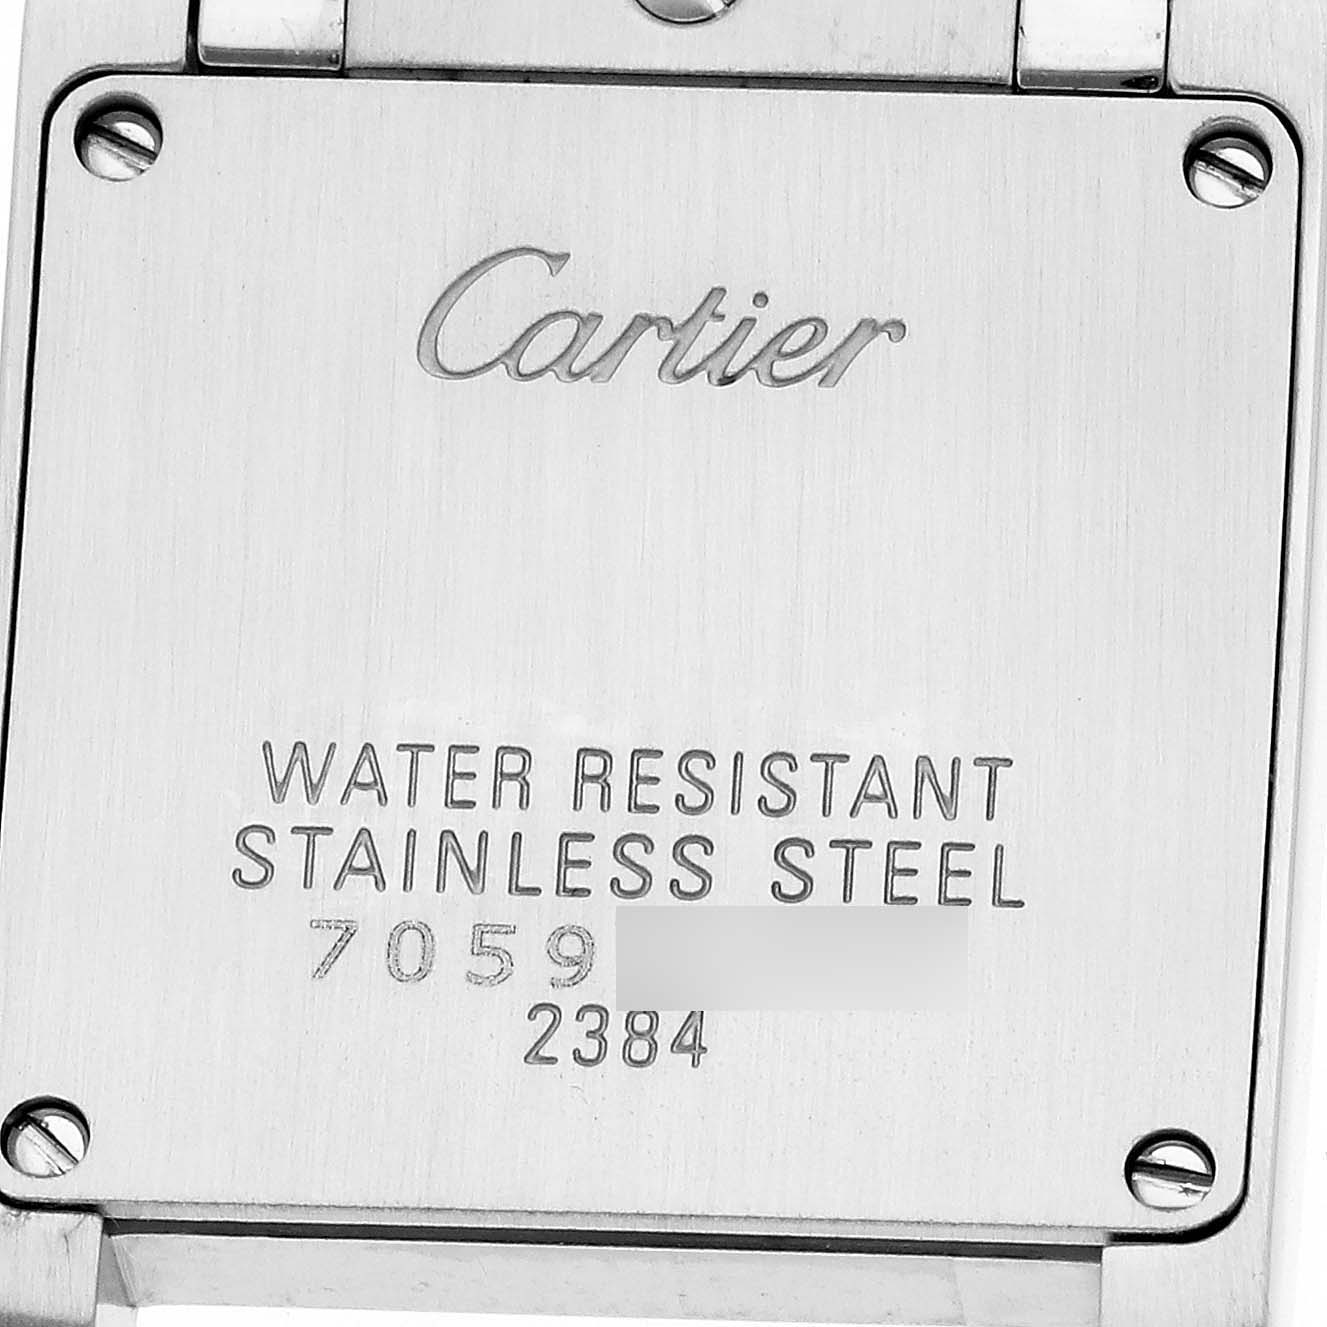 Cartier
WATER RESISTANT
STAINLESS STEEL
7059
2384